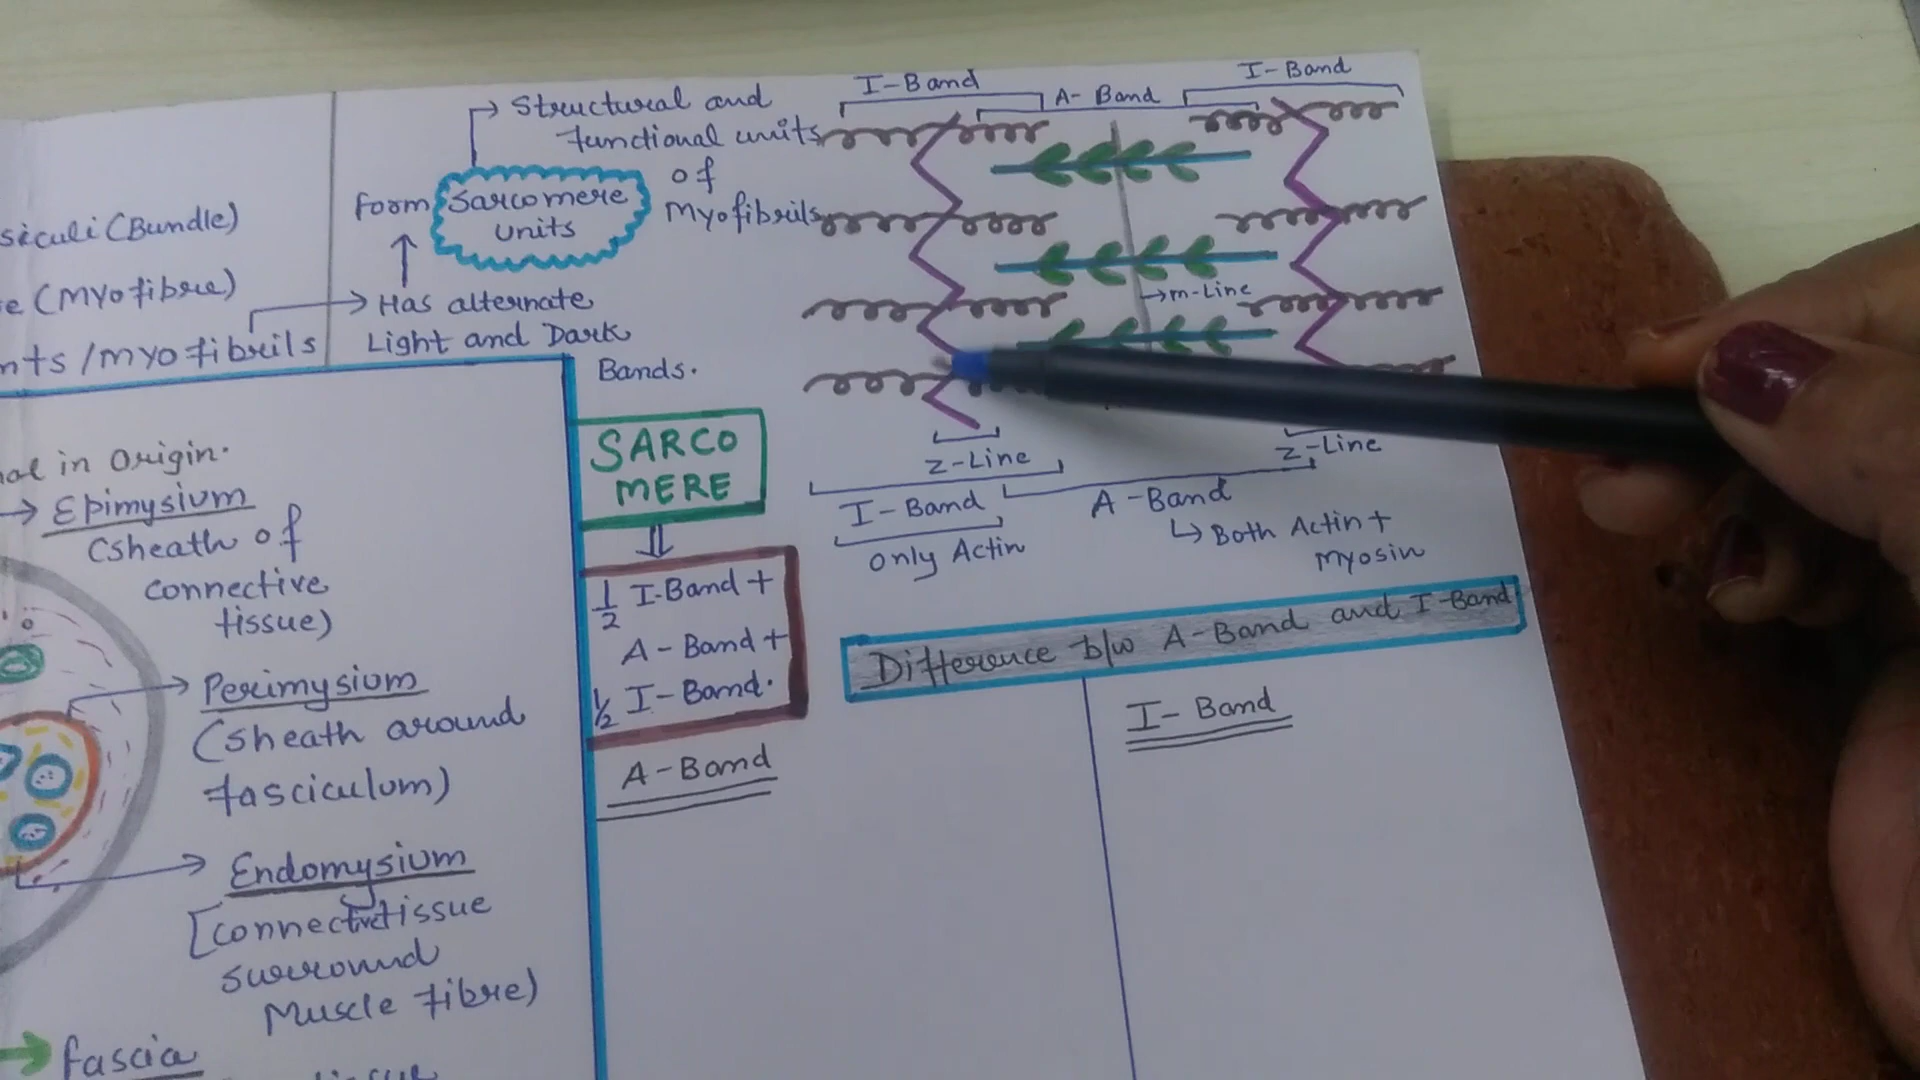 siculi (Bundle)
e (Myofibre)
nts/myofibrils
Structural and
functional units
of
Myofibrils
form
Sarcomere
units
Has alternate
Light and Dark
Bands.
I-Band
A-Band
I-Band
m-Line
Z-Line
Z-Line
I-Band
A-Band
only Actin
Both Actin +
myosin
in Origin.
Epimysium
(sheath of
connective
tissue)
Perimysium
(sheath around
fasciculum)
Endomysium
[connective tissue
surround
Muscle fibre)
fascia
SARCO
MERE
1/2 I-Band +
A-Band +
1/2 I-Band.
Difference b/w A-Band and I-Band
A-Band
I-Band